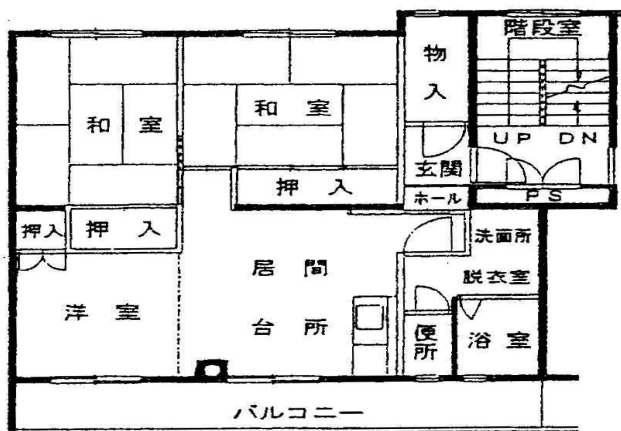 階段室
物入
和室
和室
UP DN
玄関
押入
ホール
PS
押入
押入
洗面所
脱衣室
居間
台所
洋室
便所
浴室
バルコニー